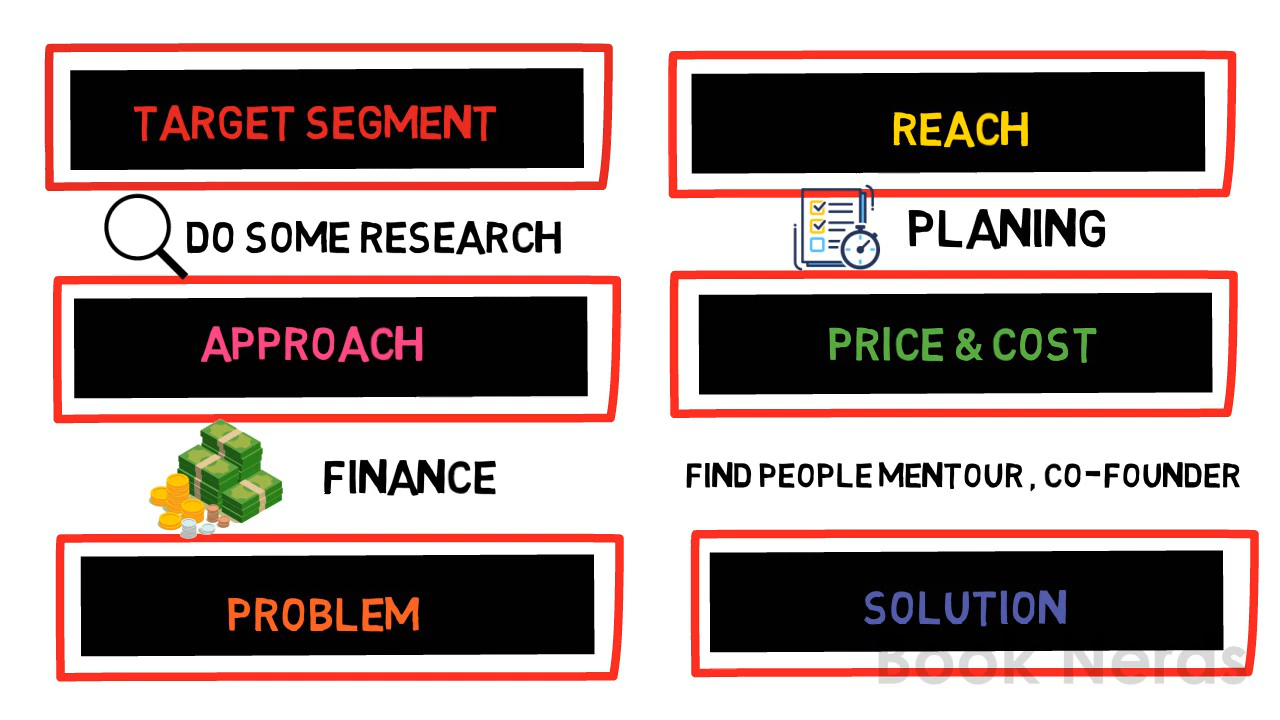 TARGET SEGMENT
REACH
DO SOME RESEARCH
PLANING
APPROACH
PRICE & COST
FINANCE
FIND PEOPLE MENTOUR, CO-FOUNDER
PROBLEM
SOLUTION
Book Nerds